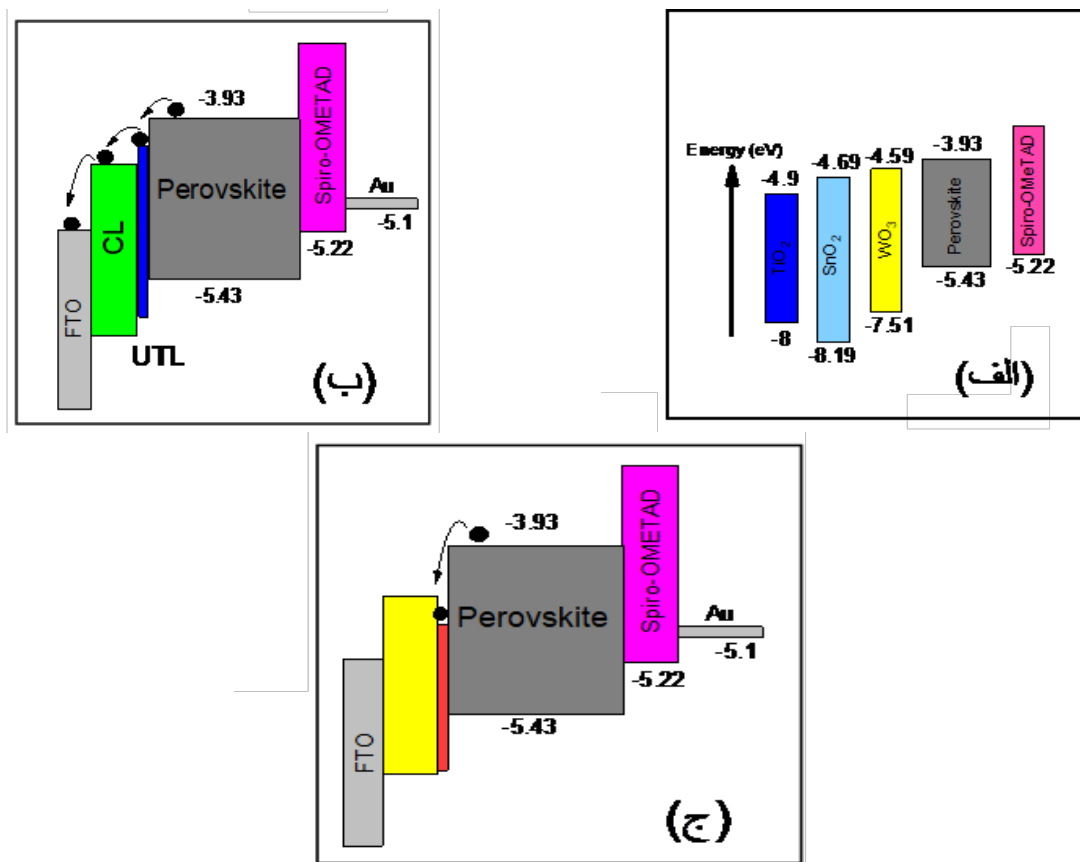 -3.93
Spiro-OMETAD
Perovskite
Au
-5.1
CL
-5.22
FTO
-5.43
UTL
(ب)
Energy (eV)
-4.9
-4.69
-4.59
-3.93
TiO2
SnO2
WO3
Perovskite
Spiro-OMeTAD
-5.22
-5.43
-7.51
-8
-8.19
(الف)
-3.93
Spiro-OMETAD
Perovskite
Au
-5.1
-5.22
-5.43
FTO
(ج)